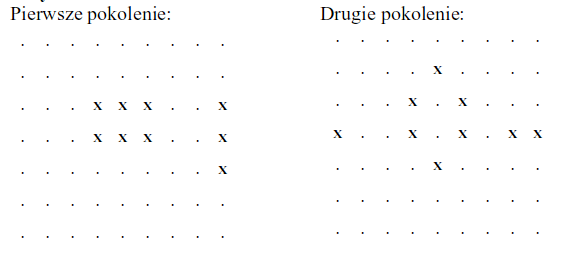 Pierwsze pokolenie:
. . . . . . . . .
. . . . . . . . .
. . . x x x . . x
. . . x x x . . x
. . . . . . . . x
. . . . . . . . .
. . . . . . . . .
Drugie pokolenie:
. . . . . . . . .
. . . . x . . . .
. . . x . x . . .
x . . x . x . x x
. . . . x . . . .
. . . . . . . . .
. . . . . . . . .